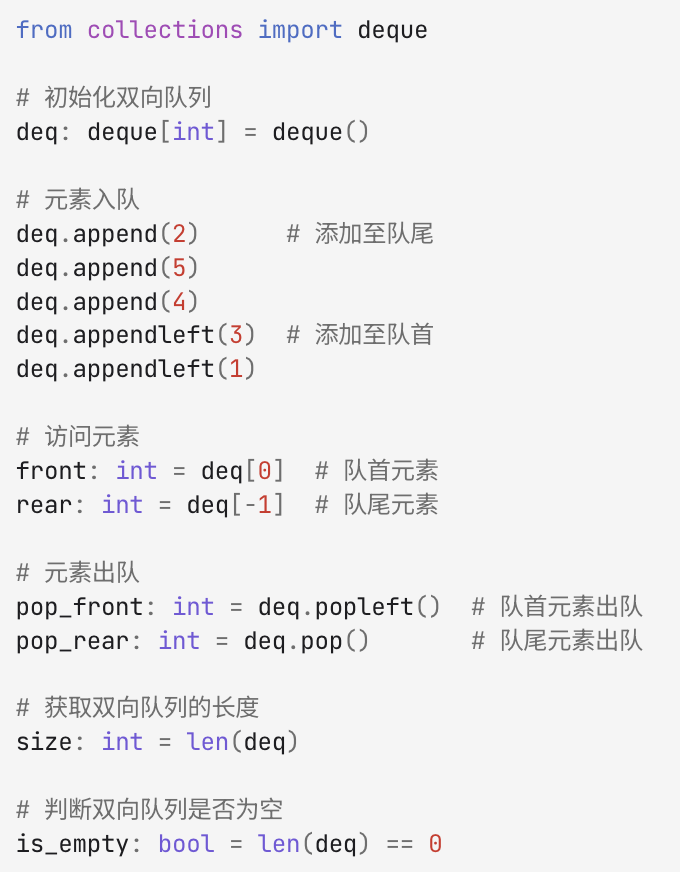 from collections import deque
# 初始化双向队列
deq: deque[int] = deque()
# 元素入队
deq.append(2)      # 添加至队尾
deq.append(5)
deq.append(4)
deq.appendleft(3)  # 添加至队首
deq.appendleft(1)
# 访问元素
front: int = deq[0]  # 队首元素
rear: int = deq[-1]  # 队尾元素
# 元素出队
pop_front: int = deq.popleft()  # 队首元素出队
pop_rear: int = deq.pop()       # 队尾元素出队
# 获取双向队列的长度
size: int = len(deq)
# 判断双向队列是否为空
is_empty: bool = len(deq) == 0